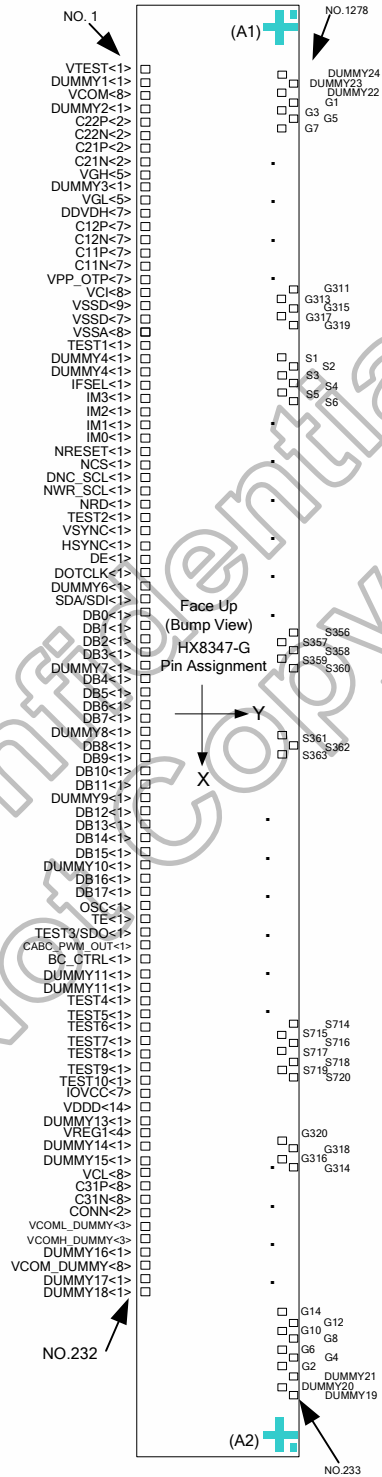 NO. 1
(A1)
NO.1278
VTEST<1>
DUMMY1<1>
VCOM<8>
DUMMY2<1>
C22P<2>
C22N<2>
C21P<2>
C21N<2>
VGH<5>
DUMMY3<1>
VGL<5>
DDVDH<7>
C12P<7>
C12N<7>
C11P<7>
C11N<7>
VPP_OTP<7>
VCI<8>
VSSD<9>
VSSD<7>
VSSA<8>
TEST1<1>
DUMMY4<1>
DUMMY4<1>
IFSEL<1>
IM3<1>
IM2<1>
IM1<1>
IM0<1>
NRESET<1>
NCS<1>
DNC_SCL<1>
NWR_SCL<1>
NRD<1>
TEST2<1>
VSYNC<1>
HSYNC<1>
DE<1>
DOTCLK<1>
DUMMY6<1>
SDA/SDI<1>
DB0<1>
DB1<1>
DB2<1>
DB3<1>
DUMMY7<1>
DB4<1>
DB5<1>
DB6<1>
DB7<1>
DUMMY8<1>
DB8<1>
DB9<1>
DB10<1>
DB11<1>
DUMMY9<1>
DB12<1>
DB13<1>
DB14<1>
DB15<1>
DUMMY10<1>
DB16<1>
DB17<1>
OSC<1>
TE<1>
TEST3/SDO<1>
CABC_PWM_OUT<1>
BC_CTRL<1>
DUMMY11<1>
DUMMY11<1>
TEST4<1>
TEST5<1>
TEST6<1>
TEST7<1>
TEST8<1>
TEST9<1>
TEST10<1>
IOVCC<7>
VDDD<14>
DUMMY13<1>
VREG1<4>
DUMMY14<1>
DUMMY15<1>
VCL<8>
C31P<8>
C31N<8>
CONN<2>
VCOML_DUMMY<3>
VCOMH_DUMMY<3>
DUMMY16<1>
VCOM_DUMMY<8>
DUMMY17<1>
DUMMY18<1>
NO.232
Face Up
(Bump View)
HX8347-G
Pin Assignment
Y
X
DUMMY24
DUMMY23
DUMMY22
G1
G3
G5
G7
G311
G313
G315
G317
G319
S1
S2
S3
S4
S5
S6
S356
S357
S358
S359
S360
S361
S362
S363
S714
S715
S716
S717
S718
S719
S720
G320
G318
G316
G314
G14
G12
G10
G8
G6
G4
G2
DUMMY21
DUMMY20
DUMMY19
(A2)
NO.233